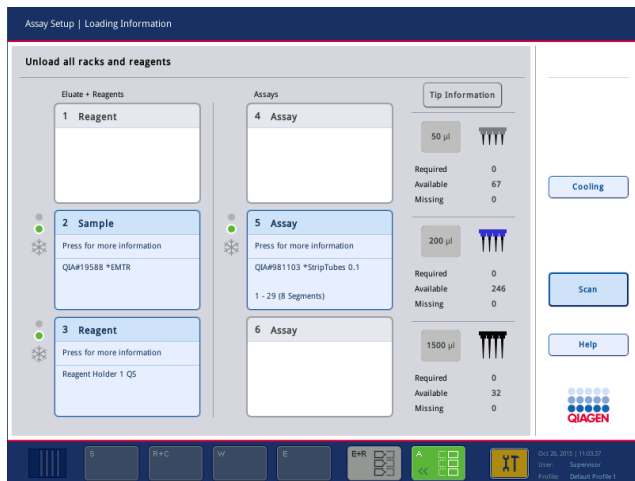 Assay Setup | Loading Information
Unload all racks and reagents
Eluate + Reagents
Assays
Tip Information
1 Reagent
4 Assay
50 µl
Required 0
Available 67
Missing 0
Cooling
2 Sample
Press for more information
QIA#19588 *EMTR
5 Assay
Press for more information
QIA#981103 *StripTubes 0.1
1 - 29 (8 Segments)
200 µl
Required 0
Available 246
Missing 0
Scan
3 Reagent
Press for more information
Reagent Holder 1 QS
6 Assay
1500 µl
Required 0
Available 32
Missing 0
Help
QIAGEN
S
R+C
W
E
E+R
A
Oct 26, 2015 | 11:03:37
User: Supervisor
Profile: Default Profile 1